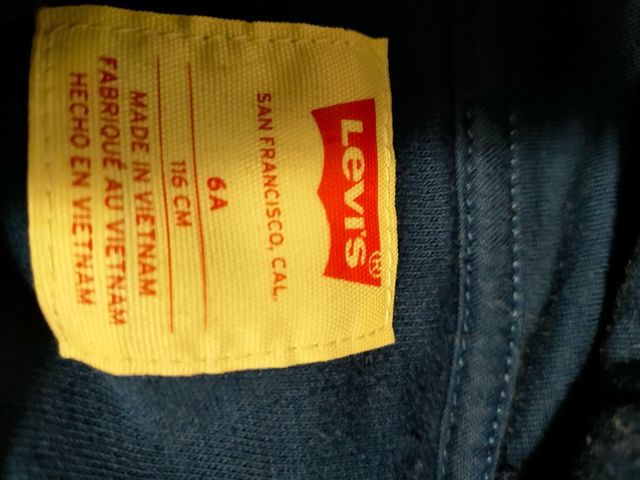 LEVI'S®
SAN FRANCISCO, CAL.
6A
116 CM
MADE IN VIETNAM
FABRIQUÉ AU VIETNAM
HECHO EN VIETNAM